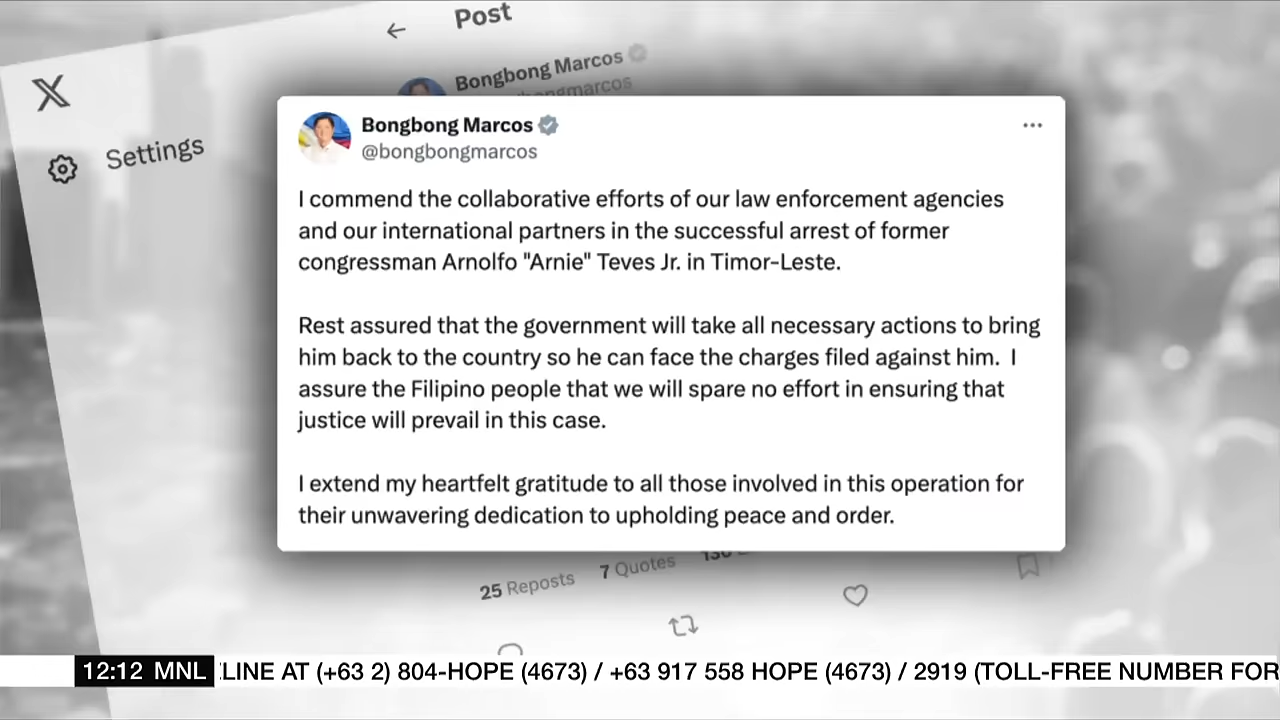 Post
Bongbong Marcos
Settings
Bongbong Marcos
@bongbongmarcos
I commend the collaborative efforts of our law enforcement agencies
and our international partners in the successful arrest of former
congressman Arnolfo "Arnie" Teves Jr. in Timor-Leste.
Rest assured that the government will take all necessary actions to bring
him back to the country so he can face the charges filed against him. I
assure the Filipino people that we will spare no effort in ensuring that
justice will prevail in this case.
I extend my heartfelt gratitude to all those involved in this operation for
their unwavering dedication to upholding peace and order.
25 Reposts 7 Quotes
12:12 MNL LINE AT (+63 2) 804-HOPE (4673) / +63 917 558 HOPE (4673) / 2919 (TOLL-FREE NUMBER FOR